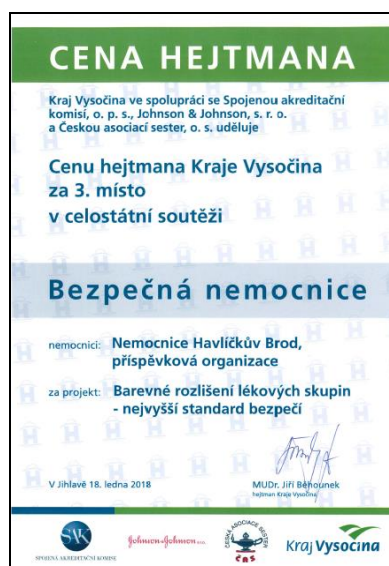 CENA HEJTMANA
Kraj Vysočina ve spolupráci se Spojenou akreditační
komisí, o. p. s., Johnson & Johnson, s. r. o.
a Českou asociací sester, o. s. uděluje
Cenu hejtmana Kraje Vysočina
za 3. místo
v celostátní soutěži
Bezpečná nemocnice
nemocnici: Nemocnice Havlíčkův Brod,
příspěvková organizace
za projekt: Barevné rozlišení lékových skupin
- nejvyšší standard bezpečí
V Jihlavě 18. ledna 2018
MUDr. Jiří Běhounek
hejtman Kraje Vysočina
SAK
SPOJENÁ AKREDITAČNÍ KOMISE
Johnson & Johnson s.r.o.
ČESKÁ ASOCIACE SESTER
ČAS
Kraj Vysočina